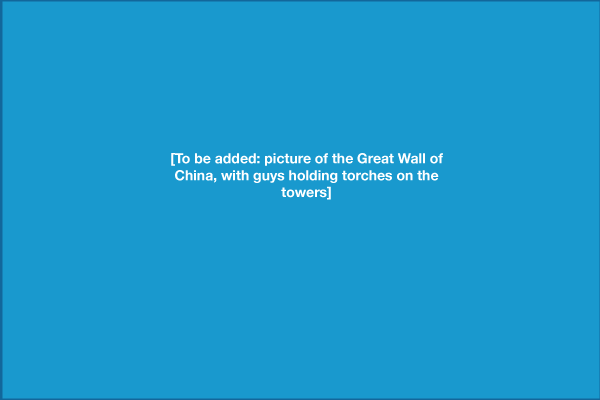 [To be added: picture of the Great Wall of
China, with guys holding torches on the
towers]